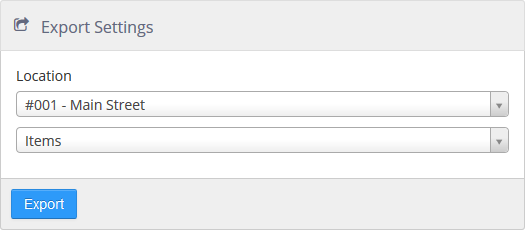 Export Settings
Location
#001 - Main Street
Items
Export